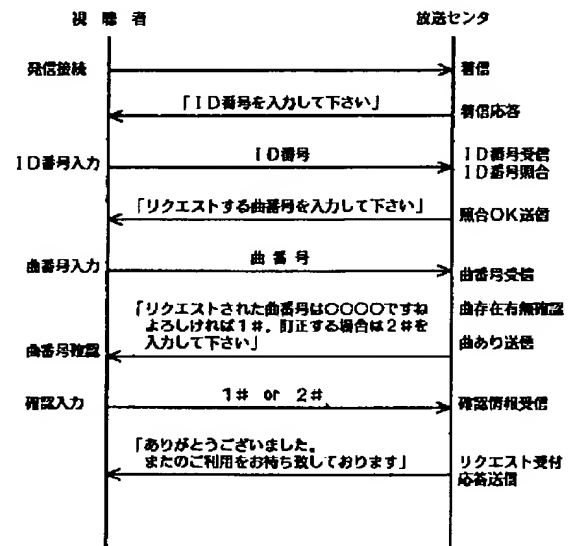 視聴者 放送センタ
発信接続 着信
「ID番号を入力して下さい」 着信応答
ID番号入力 ID番号 ID番号受信
ID番号照合
「リクエストする曲番号を入力して下さい」 照合OK送信
曲番号入力 曲番号 曲番号受信
「リクエストされた曲番号は○○○○ですね 曲存在有無確認
よろしければ1#,訂正する場合は2#を
入力して下さい」 曲あり送信
曲番号確認
確認入力 1# or 2# 確認情報受信
「ありがとうございました。
またのご利用をお待ち致しております」 リクエスト受付
応答送信